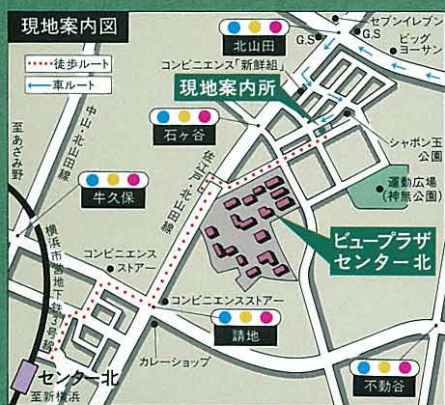 現地案内図
徒歩ルート
車ルート
北山田
コンビニエンス「新鮮組」
現地案内所
G.S
セブンイレブン
G.S
ビッグ
ヨーサン
石ヶ谷
シャボン玉
公園
運動広場
(神無公園)
至あざみ野
中山・北山田線
佐江戸・北山田線
牛久保
ビュープラザ
センター北
横浜市営地下鉄3号線
コンビニエンス
ストアー
コンビニエンスストアー
請地
カレーショップ
不動谷
センター北
至新横浜